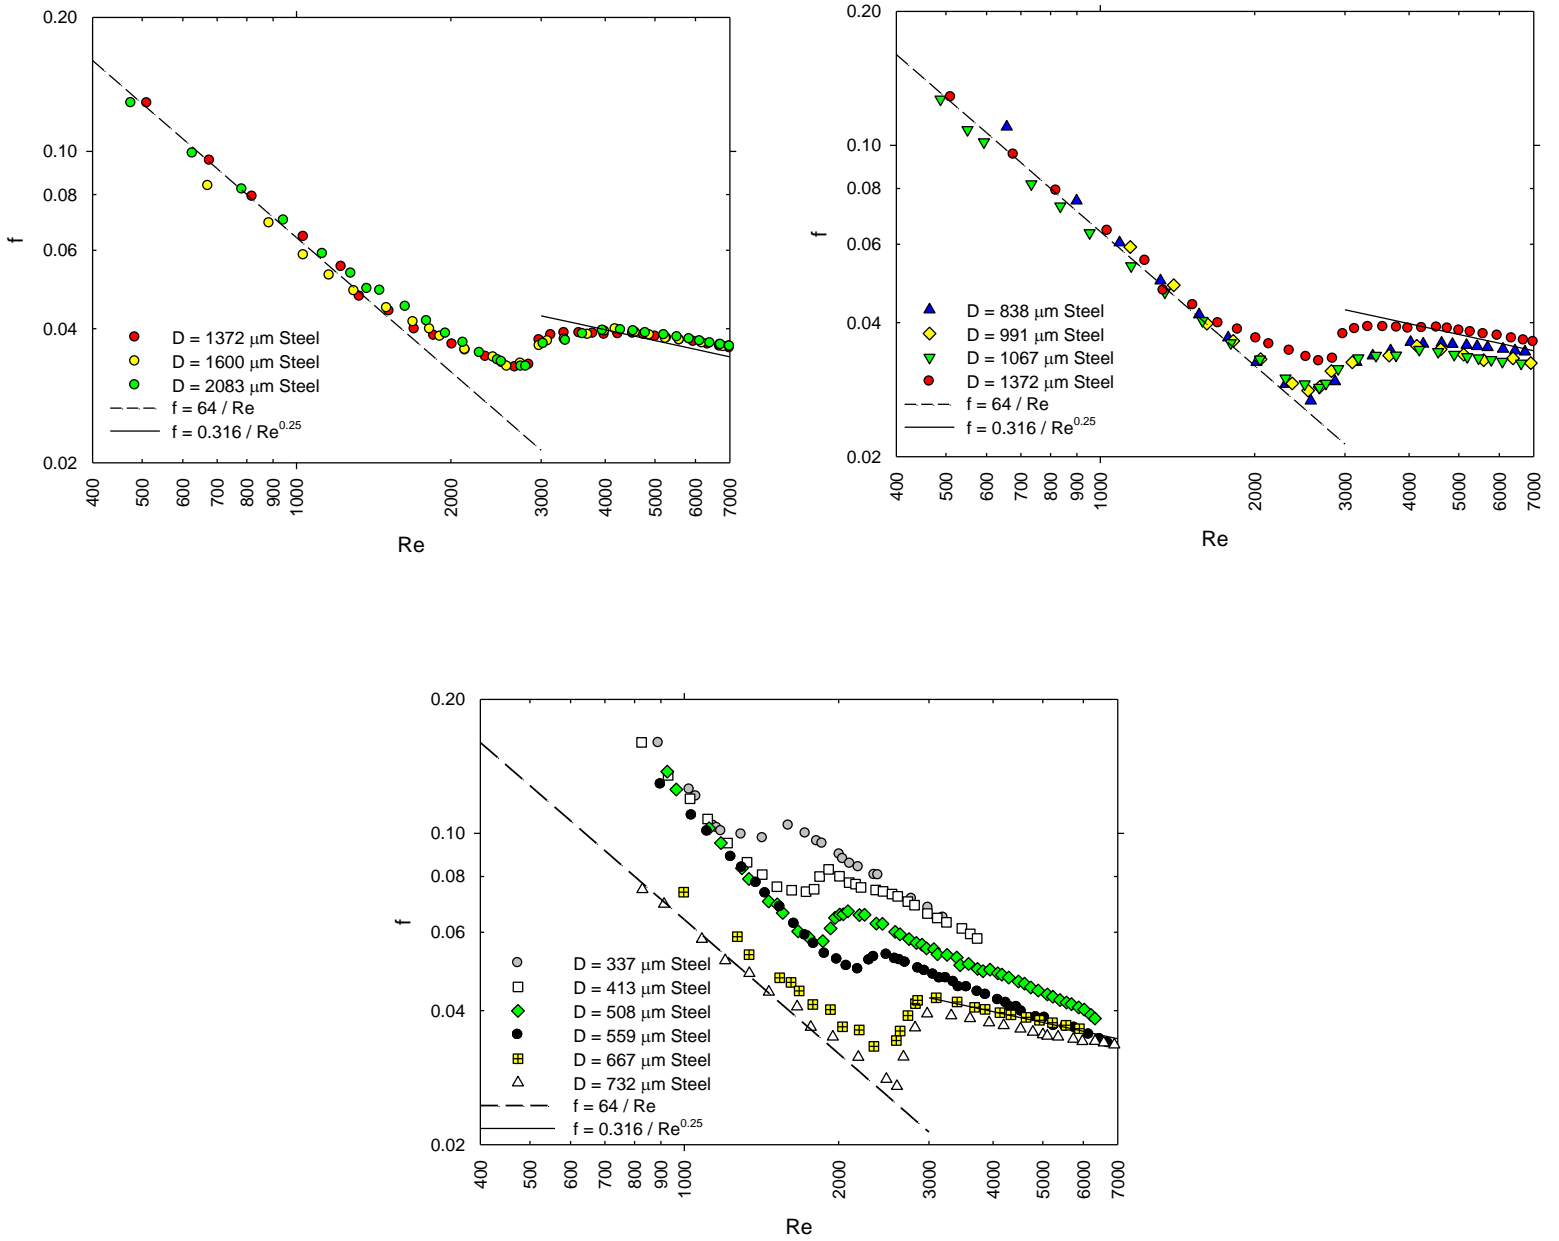 0.20
0.10
0.08
0.06
0.04
0.02
f
D = 1372 μm Steel
D = 1600 μm Steel
D = 2083 μm Steel
f = 64 / Re
f = 0.316 / Re^0.25
400 500 600 700 800 900 1000 2000 3000 4000 5000 6000 7000
Re
0.20
0.10
0.08
0.06
0.04
0.02
f
D = 838 μm Steel
D = 991 μm Steel
D = 1067 μm Steel
D = 1372 μm Steel
f = 64 / Re
f = 0.316 / Re^0.25
400 500 600 700 800 900 1000 2000 3000 4000 5000 6000 7000
Re
0.20
0.10
0.08
0.06
0.04
0.02
f
D = 337 μm Steel
D = 413 μm Steel
D = 508 μm Steel
D = 559 μm Steel
D = 667 μm Steel
D = 732 μm Steel
f = 64 / Re
f = 0.316 / Re^0.25
400 500 600 700 800 900 1000 2000 3000 4000 5000 6000 7000
Re